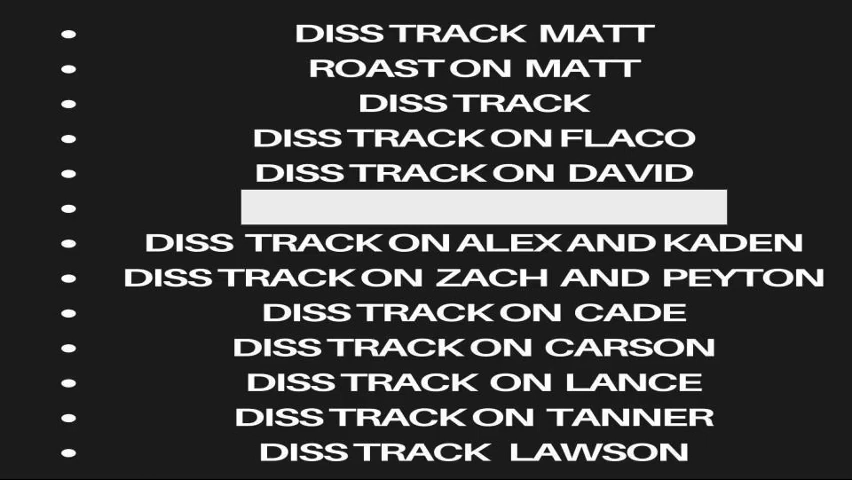 DISS TRACK MATT
ROAST ON MATT
DISS TRACK
DISS TRACK ON FLACO
DISS TRACK ON DAVID
DISS TRACK ON ALEX AND KADEN
DISS TRACK ON ZACH AND PEYTON
DISS TRACK ON CADE
DISS TRACK ON CARSON
DISS TRACK ON LANCE
DISS TRACK ON TANNER
DISS TRACK LAWSON